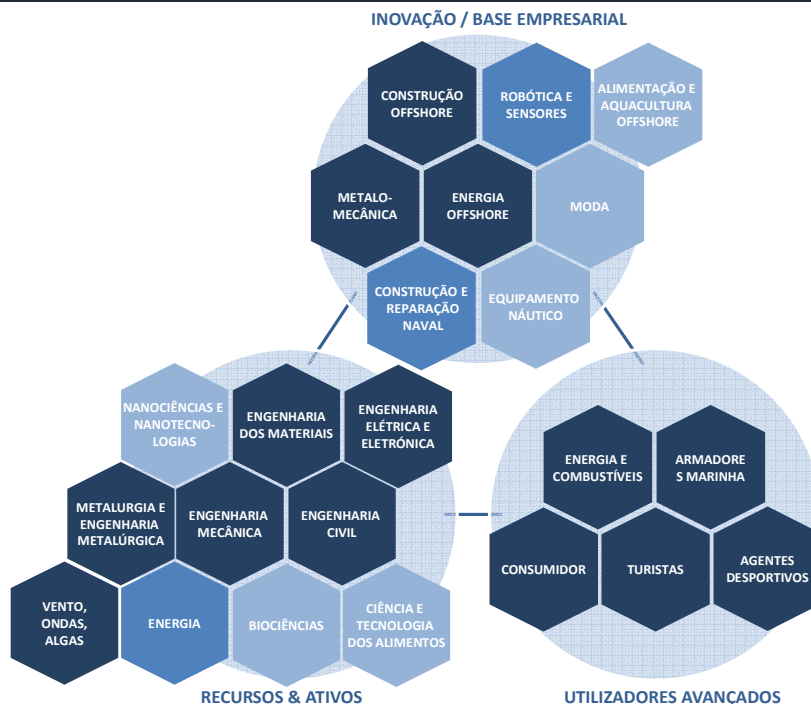 INOVAÇÃO / BASE EMPRESARIAL
CONSTRUÇÃO
OFFSHORE
ROBÓTICA E
SENSORES
ALIMENTAÇÃO E
AQUACULTURA
OFFSHORE
METALO-
MECÂNICA
ENERGIA
OFFSHORE
MODA
CONSTRUÇÃO E
REPARAÇÃO
NAVAL
EQUIPAMENTO
NÁUTICO
NANOCIÊNCIAS E
NANOTECNO-
LOGIAS
ENGENHARIA
DOS MATERIAIS
ENGENHARIA
ELÉTRICA E
ELETRÓNICA
METALURGIA E
ENGENHARIA
METALÚRGICA
ENGENHARIA
MECÂNICA
ENGENHARIA
CIVIL
VENTO,
ONDAS,
ALGAS
ENERGIA
BIOCIÊNCIAS
CIÊNCIA E
TECNOLOGIA
DOS ALIMENTOS
RECURSOS & ATIVOS
ENERGIA E
COMBUSTÍVEIS
ARMADORE
S MARINHA
CONSUMIDOR
TURISTAS
AGENTES
DESPORTIVOS
UTILIZADORES AVANÇADOS